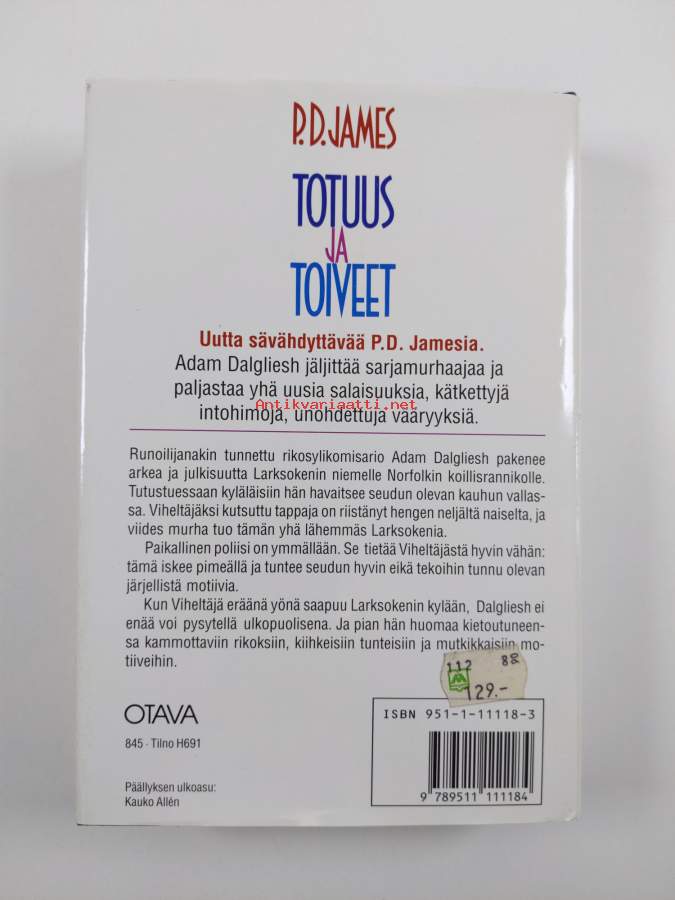 P.D. JAMES
TOTUUS
JA
TOIVEET
Uutta sävähdyttävää P.D. Jamesia.
Adam Dalgliesh jäljittää sarjamurhaajaa ja
paljastaa yhä uusia salaisuuksia, kätkettyjä
Antikvariaatti.net
intohimoja, unohdettuja vääryyksiä.
Runoilijanakin tunnettu rikosylikomisario Adam Dalgliesh pakenee
arkea ja julkisuutta Larksokenin niemelle Norfolkin koillisrannikolle.
Tutustuessaan kyläläisiin hän havaitsee seudun olevan kauhun vallas-
sa. Viheltäjäksi kutsuttu tappaja on riistänyt hengen neljältä naiselta, ja
viides murha tuo tämän yhä lähemmäs Larksokenia.
Paikallinen poliisi on ymmällään. Se tietää Viheltäjästä hyvin vähän:
tämä iskee pimeällä ja tuntee seudun hyvin eikä tekoihin tunnu olevan
järjellistä motiivia.
Kun Viheltäjä eräänä yönä saapuu Larksokenin kylään, Dalgliesh ei
enää voi pysytellä ulkopuolisena. Ja pian hän huomaa kietoutuneen-
sa kammottaviin rikoksiin, kiihkeisiin tunteisiin ja mutkikkaisiin mo-
tiiveihin.
112 88
129.-
OTAVA
845 · Tilno H691
Päällyksen ulkoasu:
Kauko Allén
ISBN 951-1-11118-3
9 789511 111184